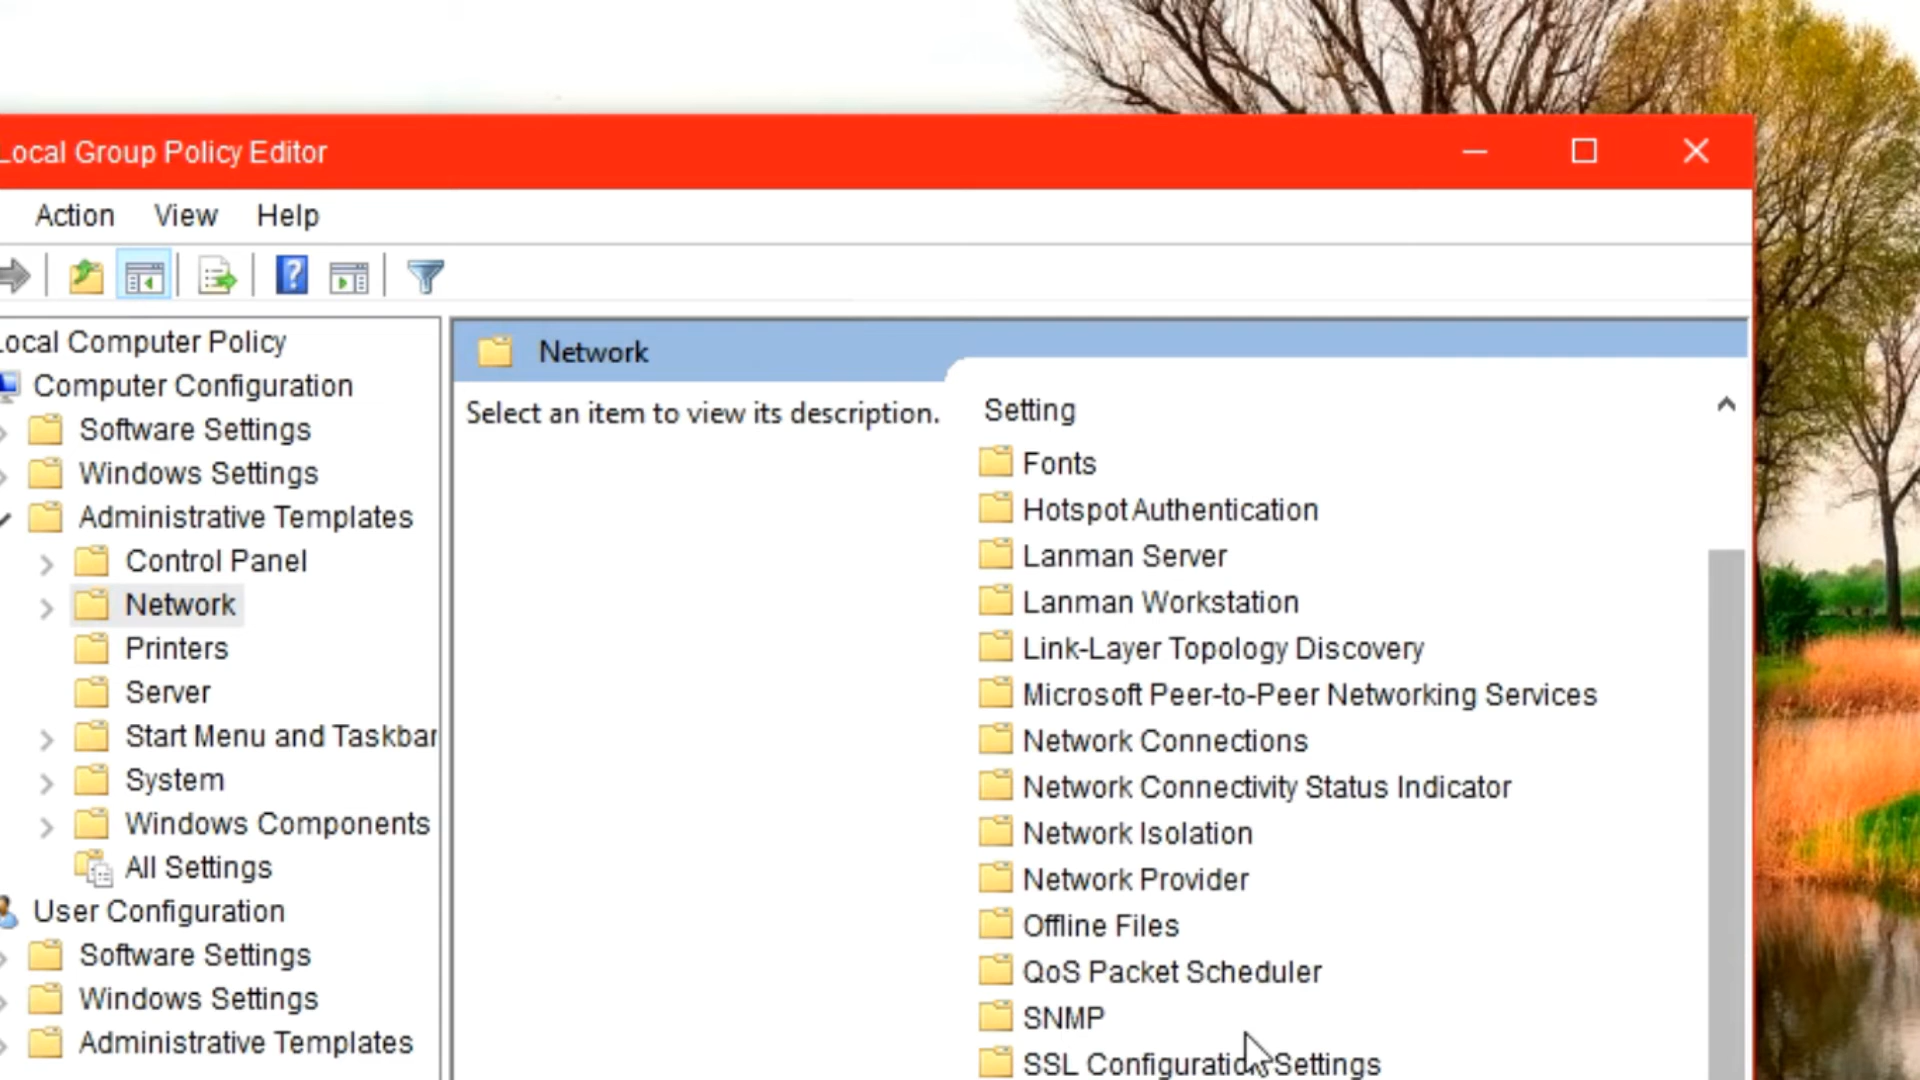 Local Group Policy Editor
Action View Help
Local Computer Policy
Computer Configuration
Software Settings
Windows Settings
Administrative Templates
Control Panel
Network
Printers
Server
Start Menu and Taskbar
System
Windows Components
All Settings
User Configuration
Software Settings
Windows Settings
Administrative Templates
Network
Select an item to view its description.
Setting
Fonts
Hotspot Authentication
Lanman Server
Lanman Workstation
Link-Layer Topology Discovery
Microsoft Peer-to-Peer Networking Services
Network Connections
Network Connectivity Status Indicator
Network Isolation
Network Provider
Offline Files
QoS Packet Scheduler
SNMP
SSL Configuration Settings